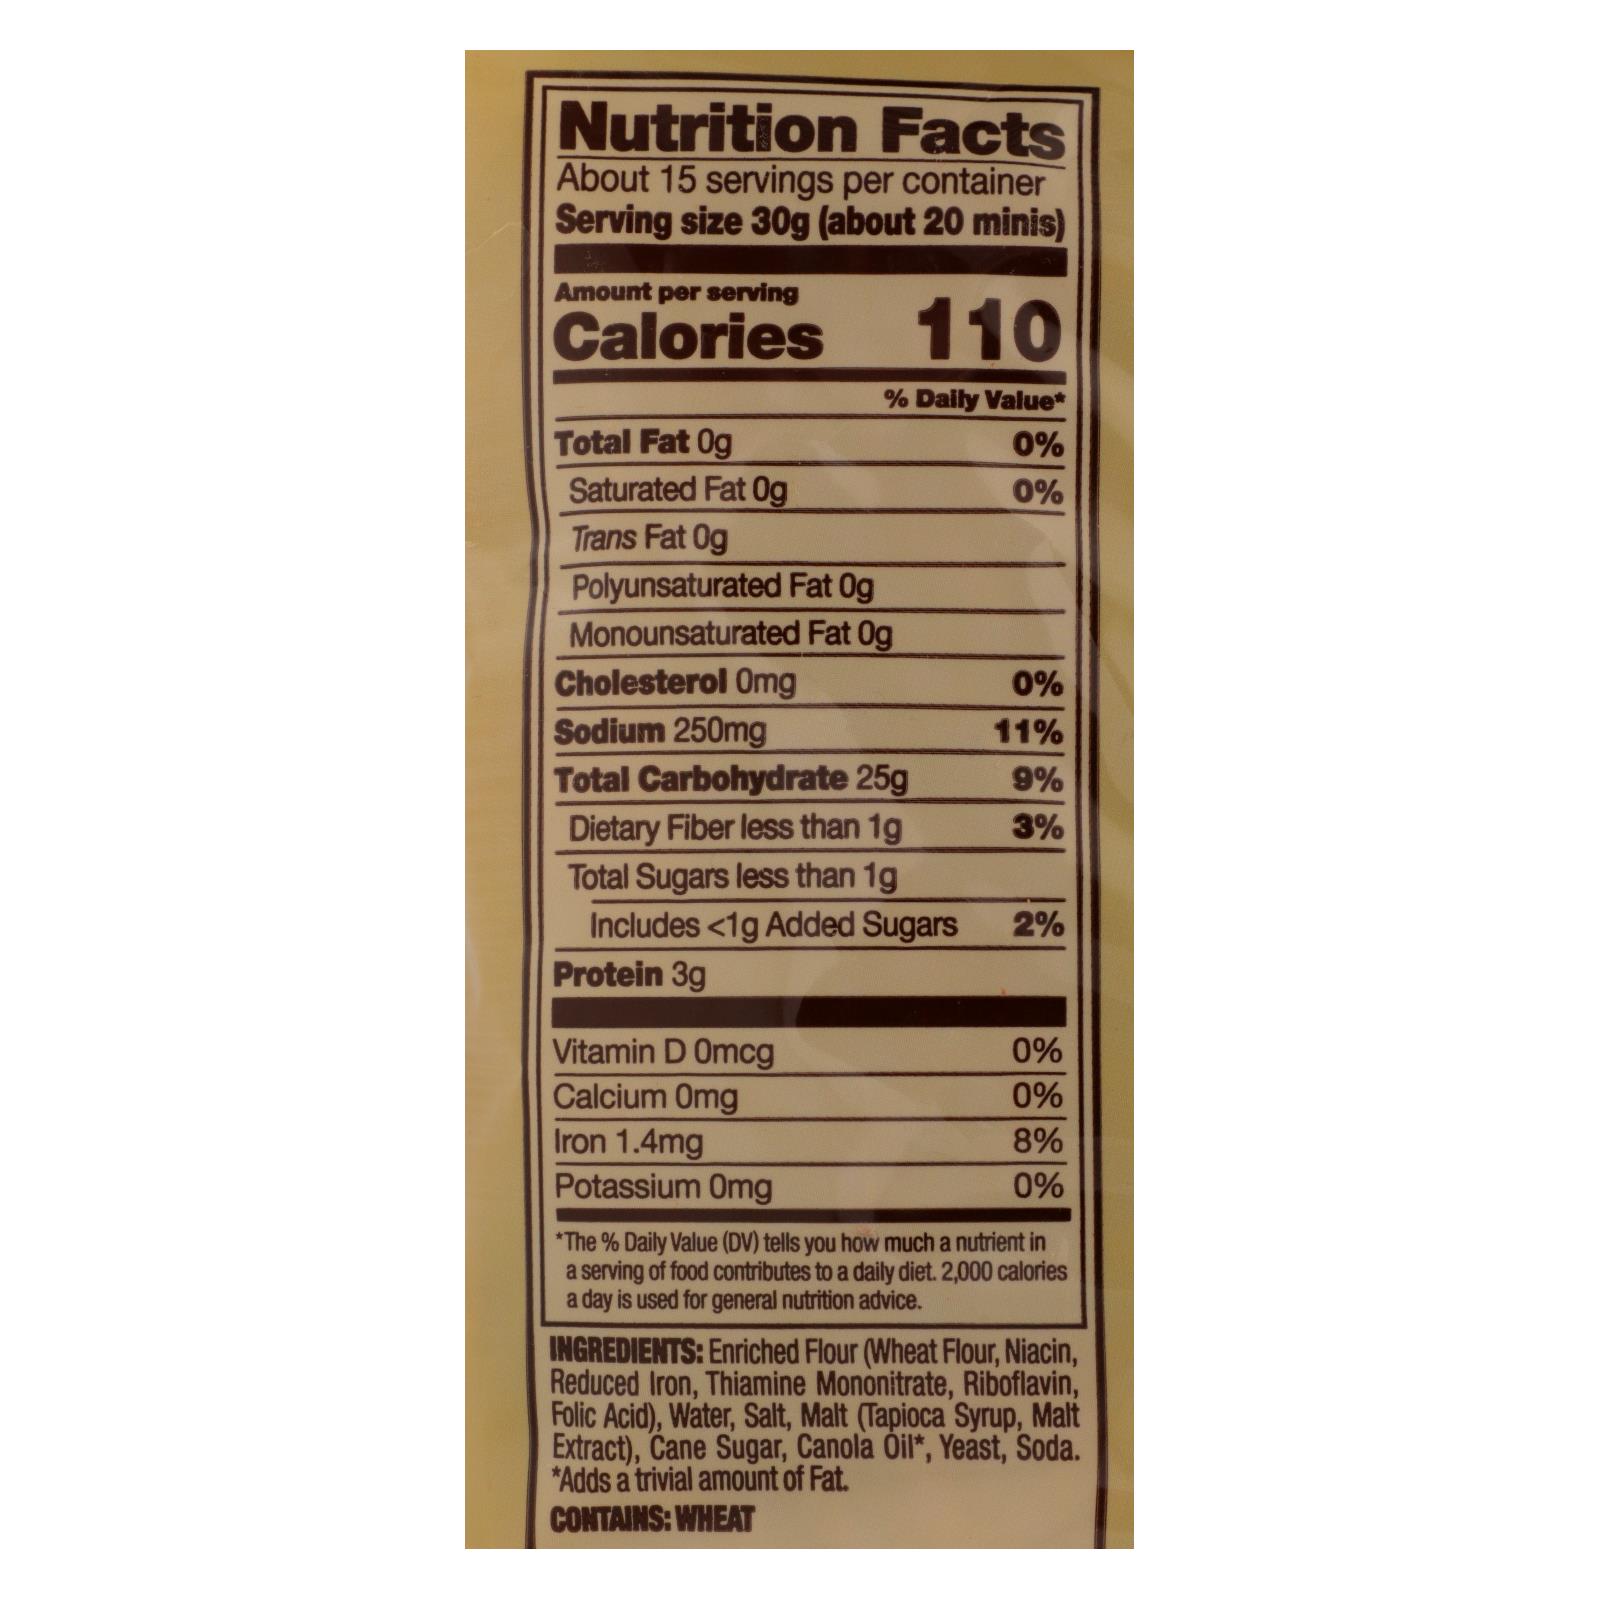 Nutrition Facts
About 15 servings per container
Serving size 30g (about 20 minis)
Amount per serving
Calories 110
% Daily Value*
Total Fat 0g 0%
Saturated Fat 0g 0%
Trans Fat 0g
Polyunsaturated Fat 0g
Monounsaturated Fat 0g
Cholesterol 0mg 0%
Sodium 250mg 11%
Total Carbohydrate 25g 9%
Dietary Fiber less than 1g 3%
Total Sugars less than 1g
Includes <1g Added Sugars 2%
Protein 3g
Vitamin D 0mcg 0%
Calcium 0mg 0%
Iron 1.4mg 8%
Potassium 0mg 0%
*The % Daily Value (DV) tells you how much a nutrient in
a serving of food contributes to a daily diet. 2,000 calories
a day is used for general nutrition advice.
INGREDIENTS: Enriched Flour (Wheat Flour, Niacin,
Reduced Iron, Thiamine Mononitrate, Riboflavin,
Folic Acid), Water, Salt, Malt (Tapioca Syrup, Malt
Extract), Cane Sugar, Canola Oil*, Yeast, Soda.
*Adds a trivial amount of Fat.
CONTAINS: WHEAT